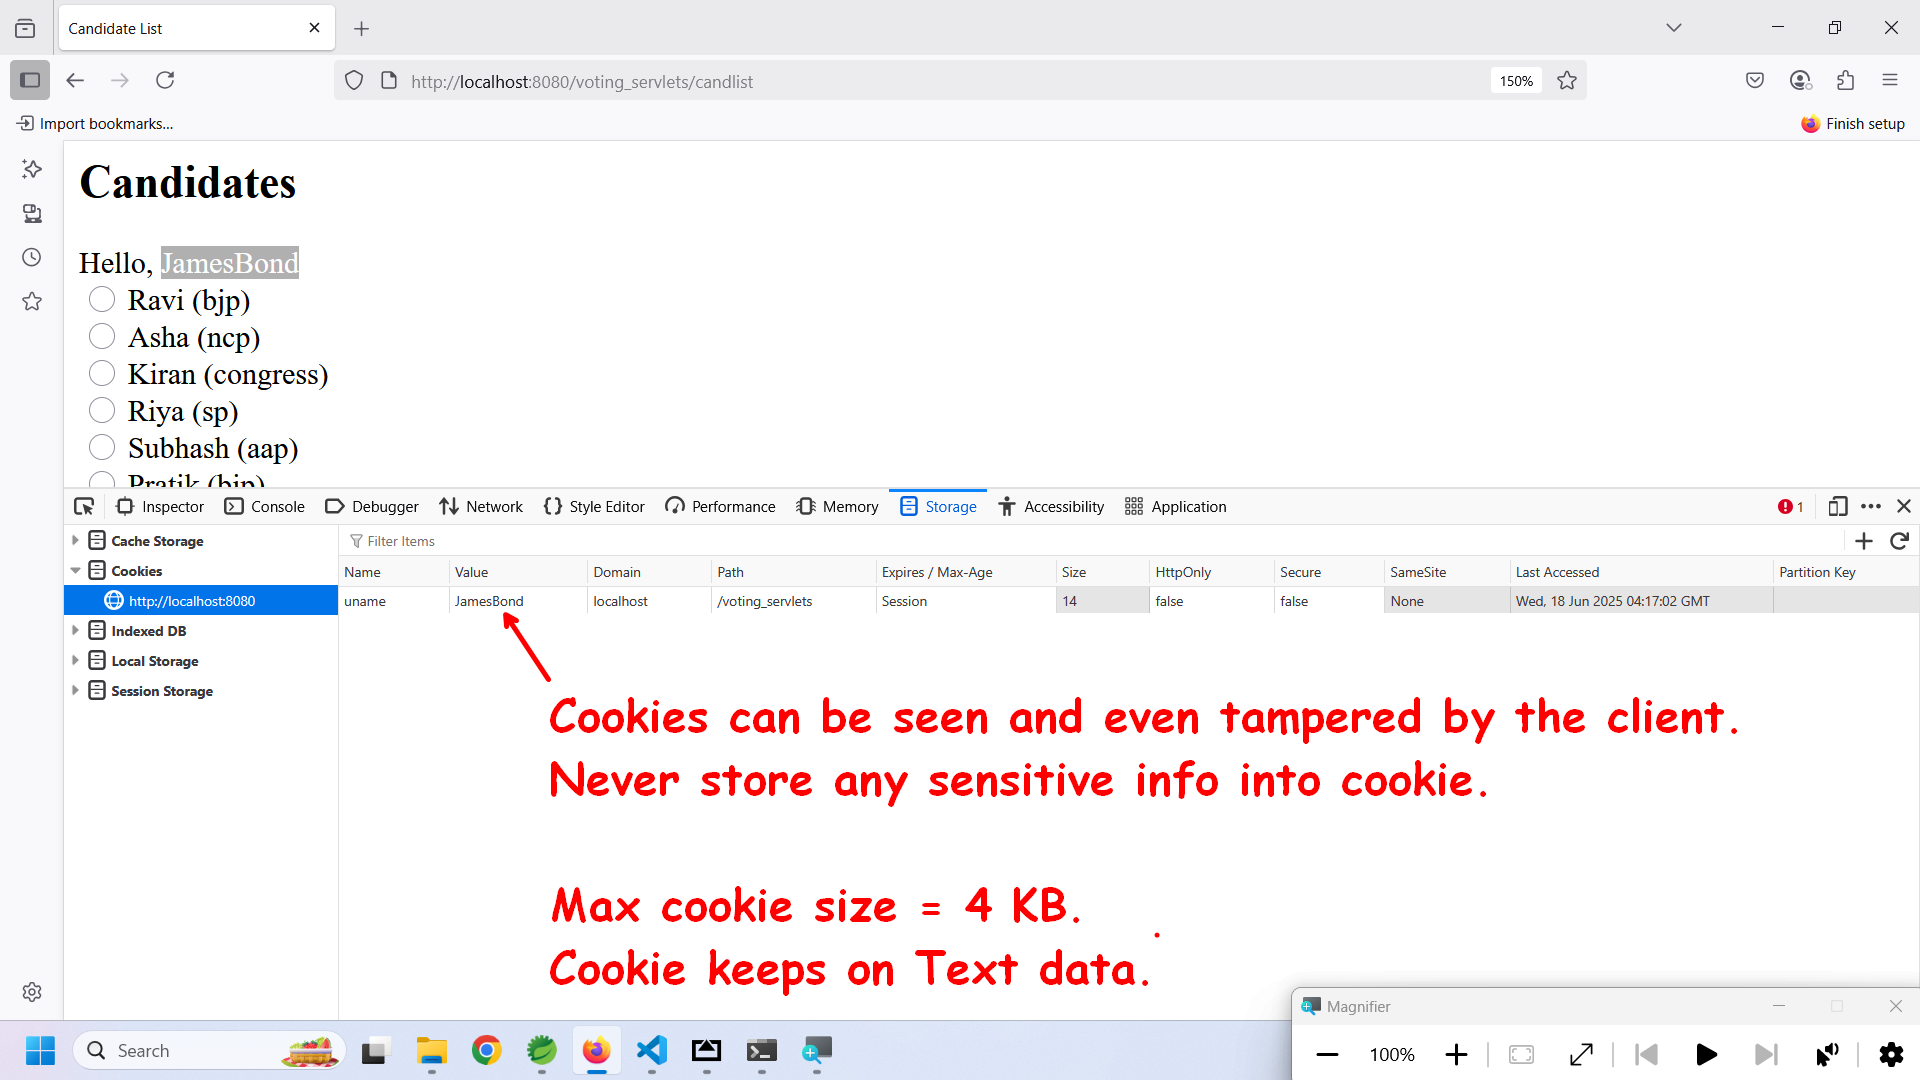 Candidate List
http://localhost:8080/voting_servlets/candlist
150%
Import bookmarks...
Finish setup
Candidates
Hello, JamesBond
Ravi (bjp)
Asha (ncp)
Kiran (congress)
Riya (sp)
Subhash (aap)
Pratik (bjp)
Inspector Console Debugger Network Style Editor Performance Memory Storage Accessibility Application 1
Cache Storage
Cookies
http://localhost:8080
Indexed DB
Local Storage
Session Storage
Filter Items
Name Value Domain Path Expires / Max-Age Size HttpOnly Secure SameSite Last Accessed Partition Key
uname JamesBond localhost /voting_servlets Session 14 false false None Wed, 18 Jun 2025 04:17:02 GMT
Cookies can be seen and even tampered by the client.
Never store any sensitive info into cookie.
Max cookie size = 4 KB.
Cookie keeps on Text data.
Magnifier
100%
Search